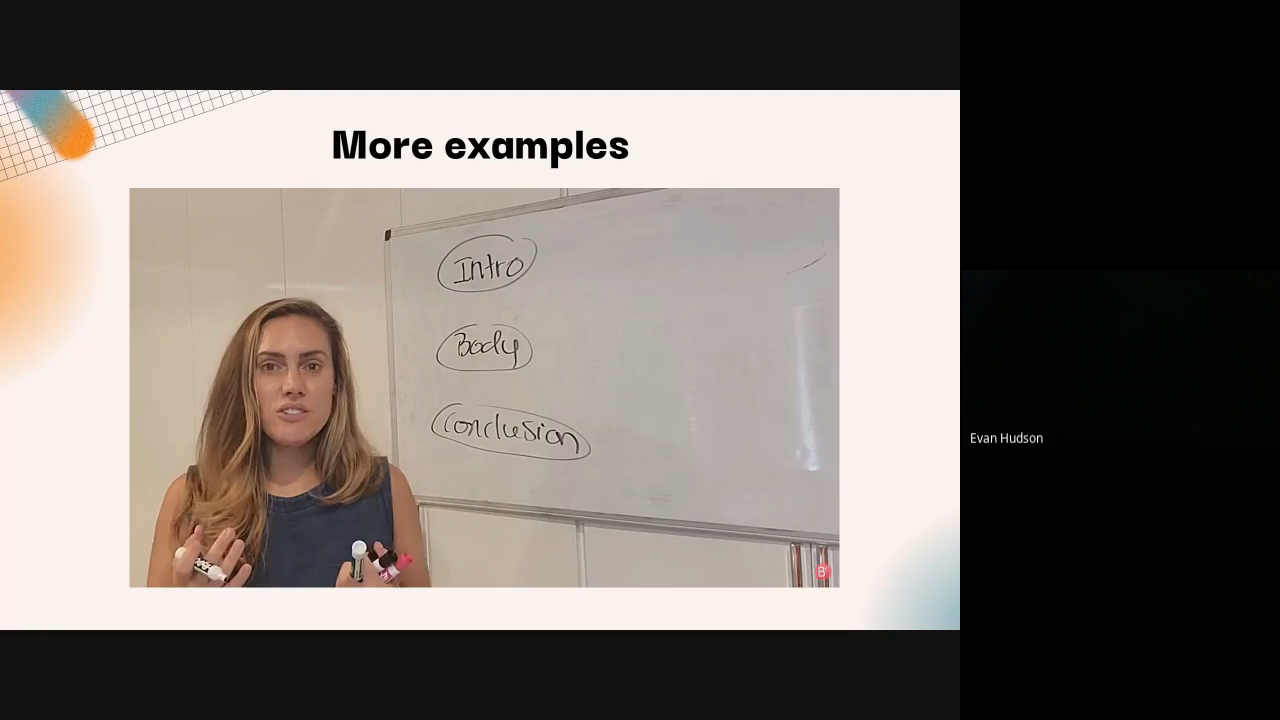 More examples
Intro
Body
Conclusion
Evan Hudson